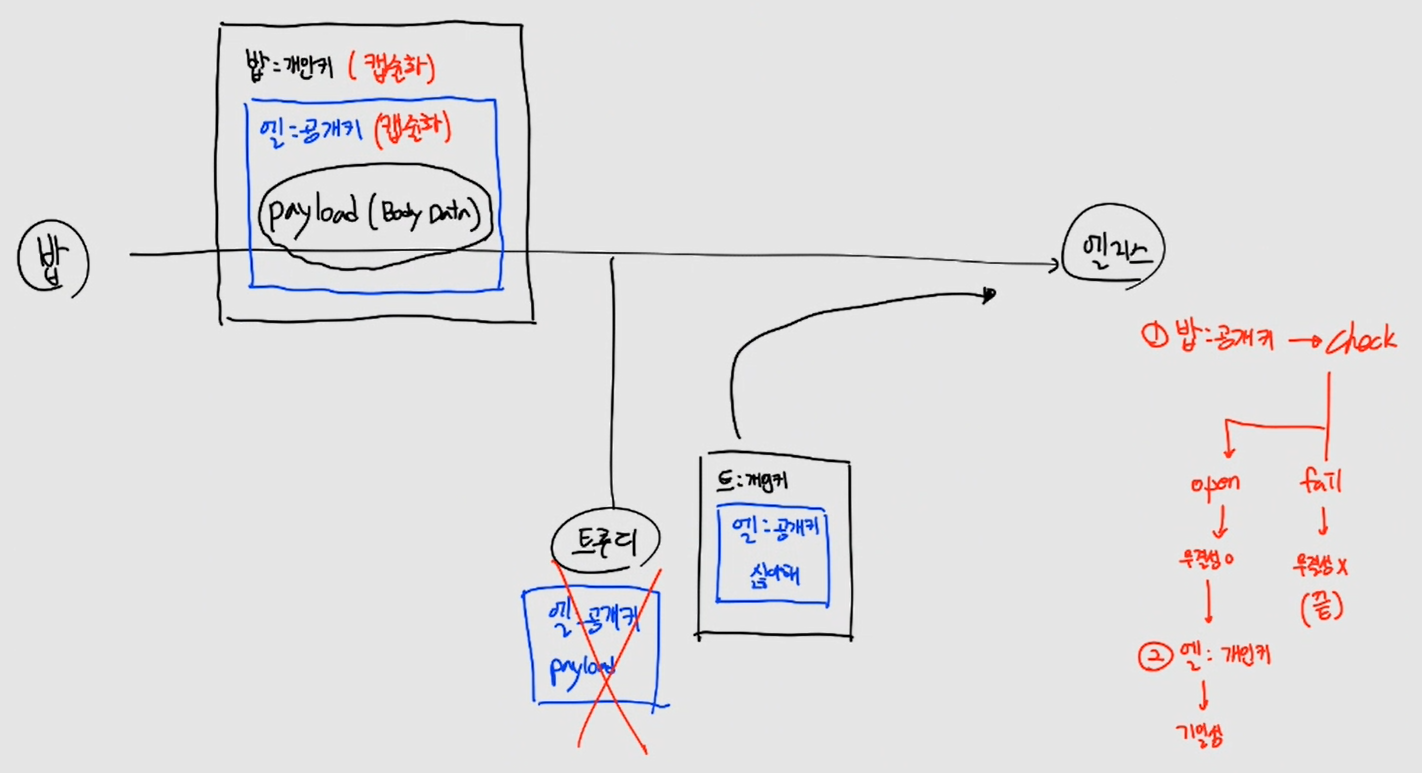 밥:개인키 (캡슐화)
엘:공개키 (캡슐화)
payload (Body Data)
밥
엘리스
① 밥:공개키 → check
open
fail
무결성 O
무결성 X
(끝)
② 엘: 개인키
기밀성
트:개인키
엘:공개키
싫어해
트루디
엘:공개키
payload